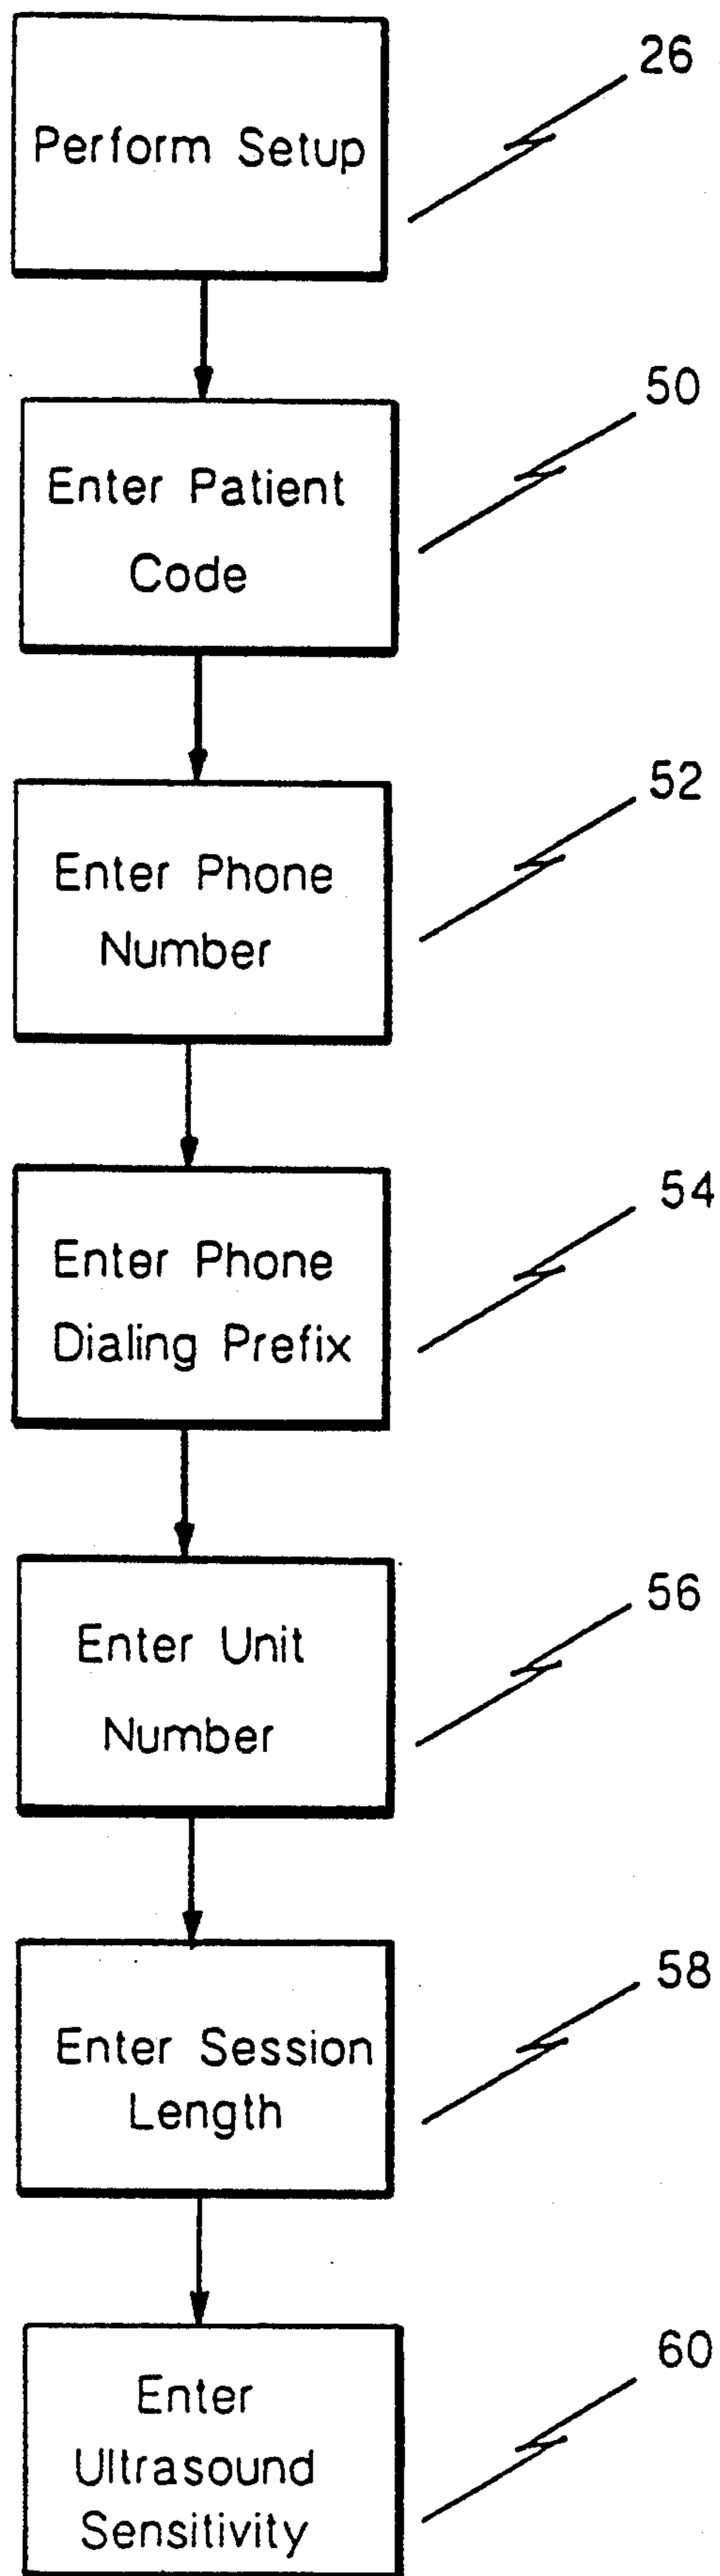 Perform Setup
26
Enter Patient
Code
50
Enter Phone
Number
52
Enter Phone
Dialing Prefix
54
Enter Unit
Number
56
Enter Session
Length
58
Enter
Ultrasound
Sensitivity
60